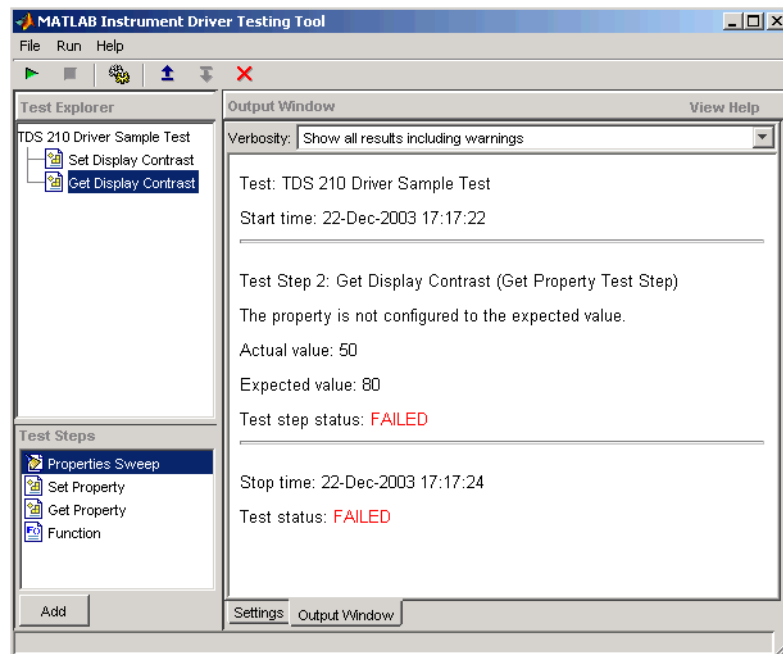 MATLAB Instrument Driver Testing Tool
File Run Help
Test Explorer
TDS 210 Driver Sample Test
Set Display Contrast
Get Display Contrast
Test Steps
Properties Sweep
Set Property
Get Property
Function
Add
Output Window View Help
Verbosity: Show all results including warnings
Test: TDS 210 Driver Sample Test
Start time: 22-Dec-2003 17:17:22
Test Step 2: Get Display Contrast (Get Property Test Step)
The property is not configured to the expected value.
Actual value: 50
Expected value: 80
Test step status: FAILED
Stop time: 22-Dec-2003 17:17:24
Test status: FAILED
Settings Output Window